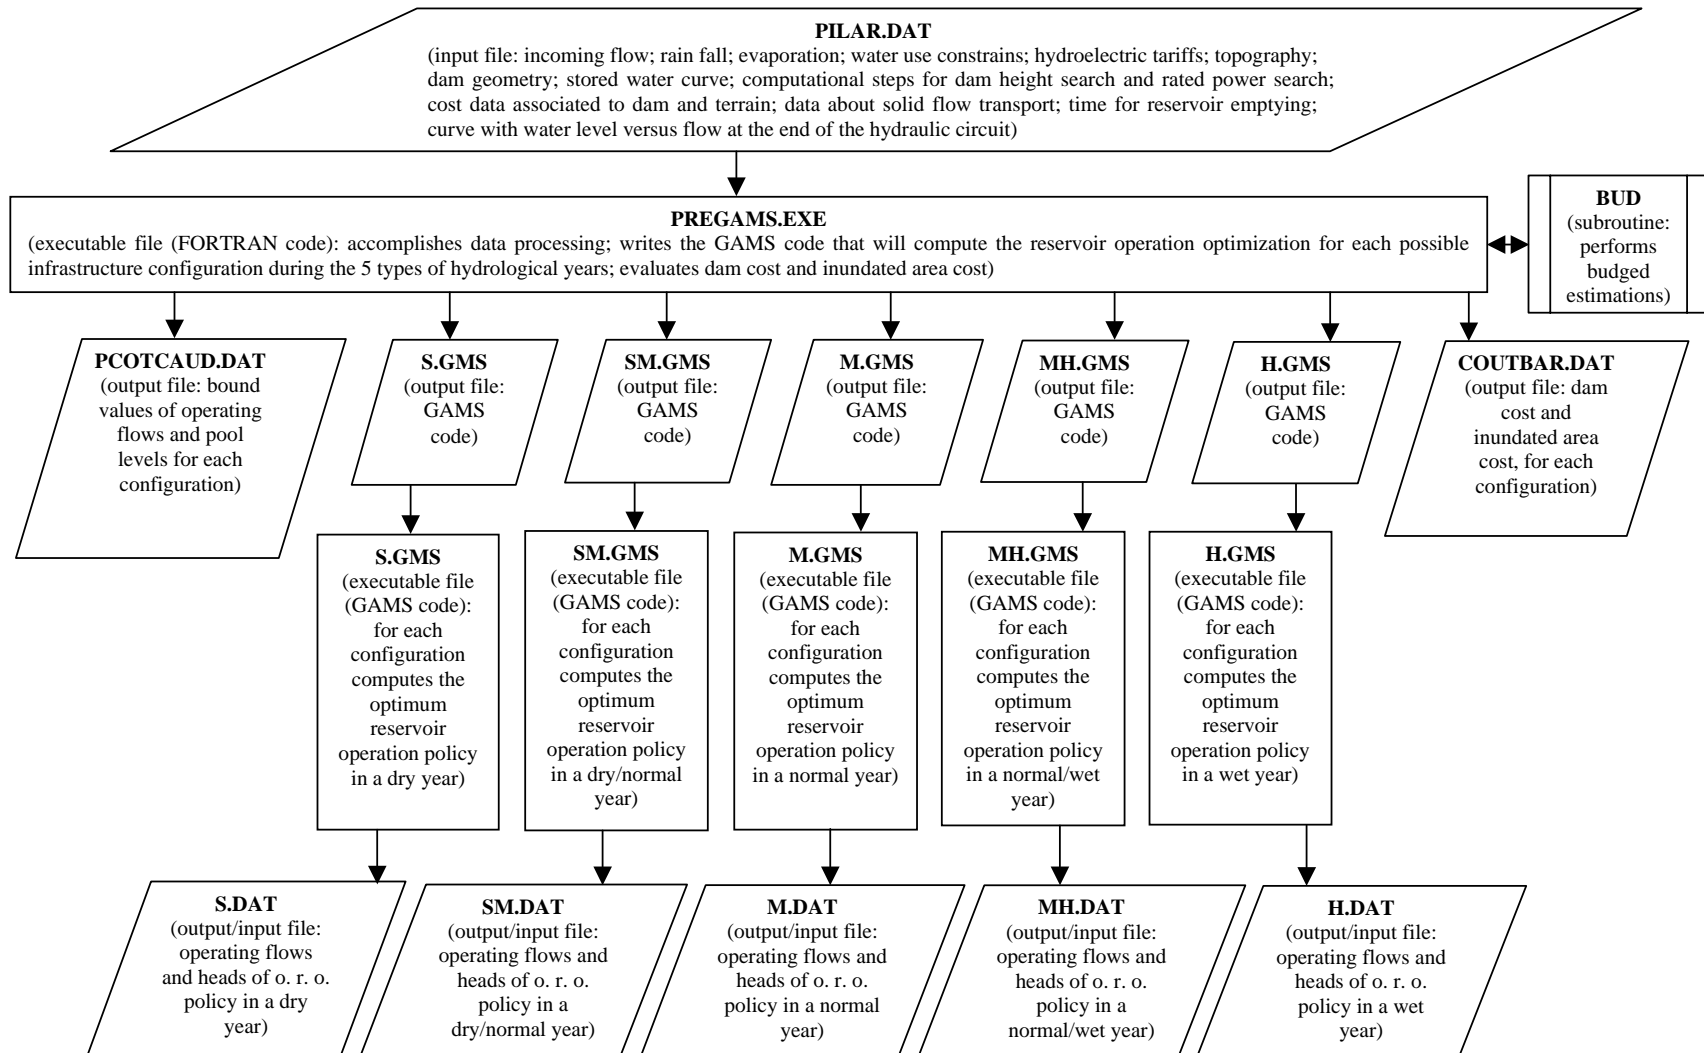 PILAR.DAT
(input file: incoming flow; rain fall; evaporation; water use constrains; hydroelectric tariffs; topography;
dam geometry; stored water curve; computational steps for dam height search and rated power search;
cost data associated to dam and terrain; data about solid flow transport; time for reservoir emptying;
curve with water level versus flow at the end of the hydraulic circuit)
PREGAMS.EXE
(executable file (FORTRAN code): accomplishes data processing; writes the GAMS code that will compute the reservoir operation optimization for each possible
infrastructure configuration during the 5 types of hydrological years; evaluates dam cost and inundated area cost)
BUD
(subroutine:
performs
budged
estimations)
PCOTCAUD.DAT
(output file: bound
values of operating
flows and pool
levels for each
configuration)
S.GMS
(output file:
GAMS
code)
SM.GMS
(output file:
GAMS
code)
M.GMS
(output file:
GAMS
code)
MH.GMS
(output file:
GAMS
code)
H.GMS
(output file:
GAMS
code)
COUTBAR.DAT
(output file: dam
cost and
inundated area
cost, for each
configuration)
S.GMS
(executable file
(GAMS code):
for each
configuration
computes the
optimum
reservoir
operation policy
in a dry year)
SM.GMS
(executable file
(GAMS code):
for each
configuration
computes the
optimum
reservoir
operation policy
in a dry/normal
year)
M.GMS
(executable file
(GAMS code):
for each
configuration
computes the
optimum
reservoir
operation policy
in a normal year)
MH.GMS
(executable file
(GAMS code):
for each
configuration
computes the
optimum
reservoir
operation policy
in a normal/wet
year)
H.GMS
(executable file
(GAMS code):
for each
configuration
computes the
optimum
reservoir
operation policy
in a wet year)
S.DAT
(output/input file:
operating flows
and heads of o. r. o.
policy in a dry
year)
SM.DAT
(output/input file:
operating flows and
heads of o. r. o.
policy in a
dry/normal year)
M.DAT
(output/input file:
operating flows and
heads of o. r. o.
policy in a normal
year)
MH.DAT
(output/input file:
operating flows and
heads of o. r. o.
policy in a
normal/wet year)
H.DAT
(output/input file:
operating flows and
heads of o. r. o.
policy in a wet
year)